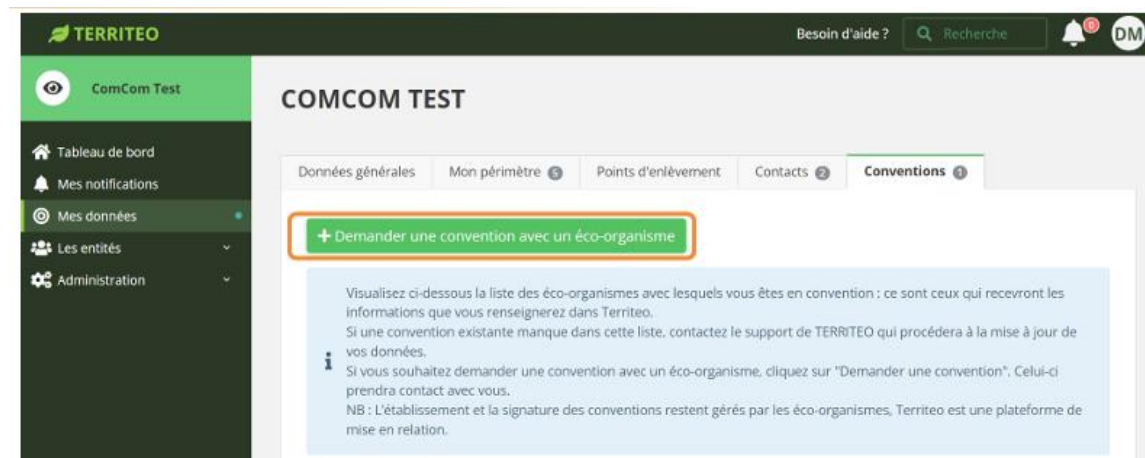 TERRITEO
Besoin d'aide ?
Recherche
0
DM
ComCom Test
COMCOM TEST
Tableau de bord
Mes notifications
Mes données
Les entités
Administration
Données générales
Mon périmètre 5
Points d'enlèvement
Contacts 2
Conventions 1
+ Demander une convention avec un éco-organisme
Visualisez ci-dessous la liste des éco-organismes avec lesquels vous êtes en convention : ce sont ceux qui recevront les
informations que vous renseignerez dans Territeo.
Si une convention existante manque dans cette liste, contactez le support de TERRITEO qui procédera à la mise à jour de
vos données.
Si vous souhaitez demander une convention avec un éco-organisme, cliquez sur "Demander une convention". Celui-ci
prendra contact avec vous.
NB : L'établissement et la signature des conventions restent gérés par les éco-organismes, Territeo est une plateforme de
mise en relation.